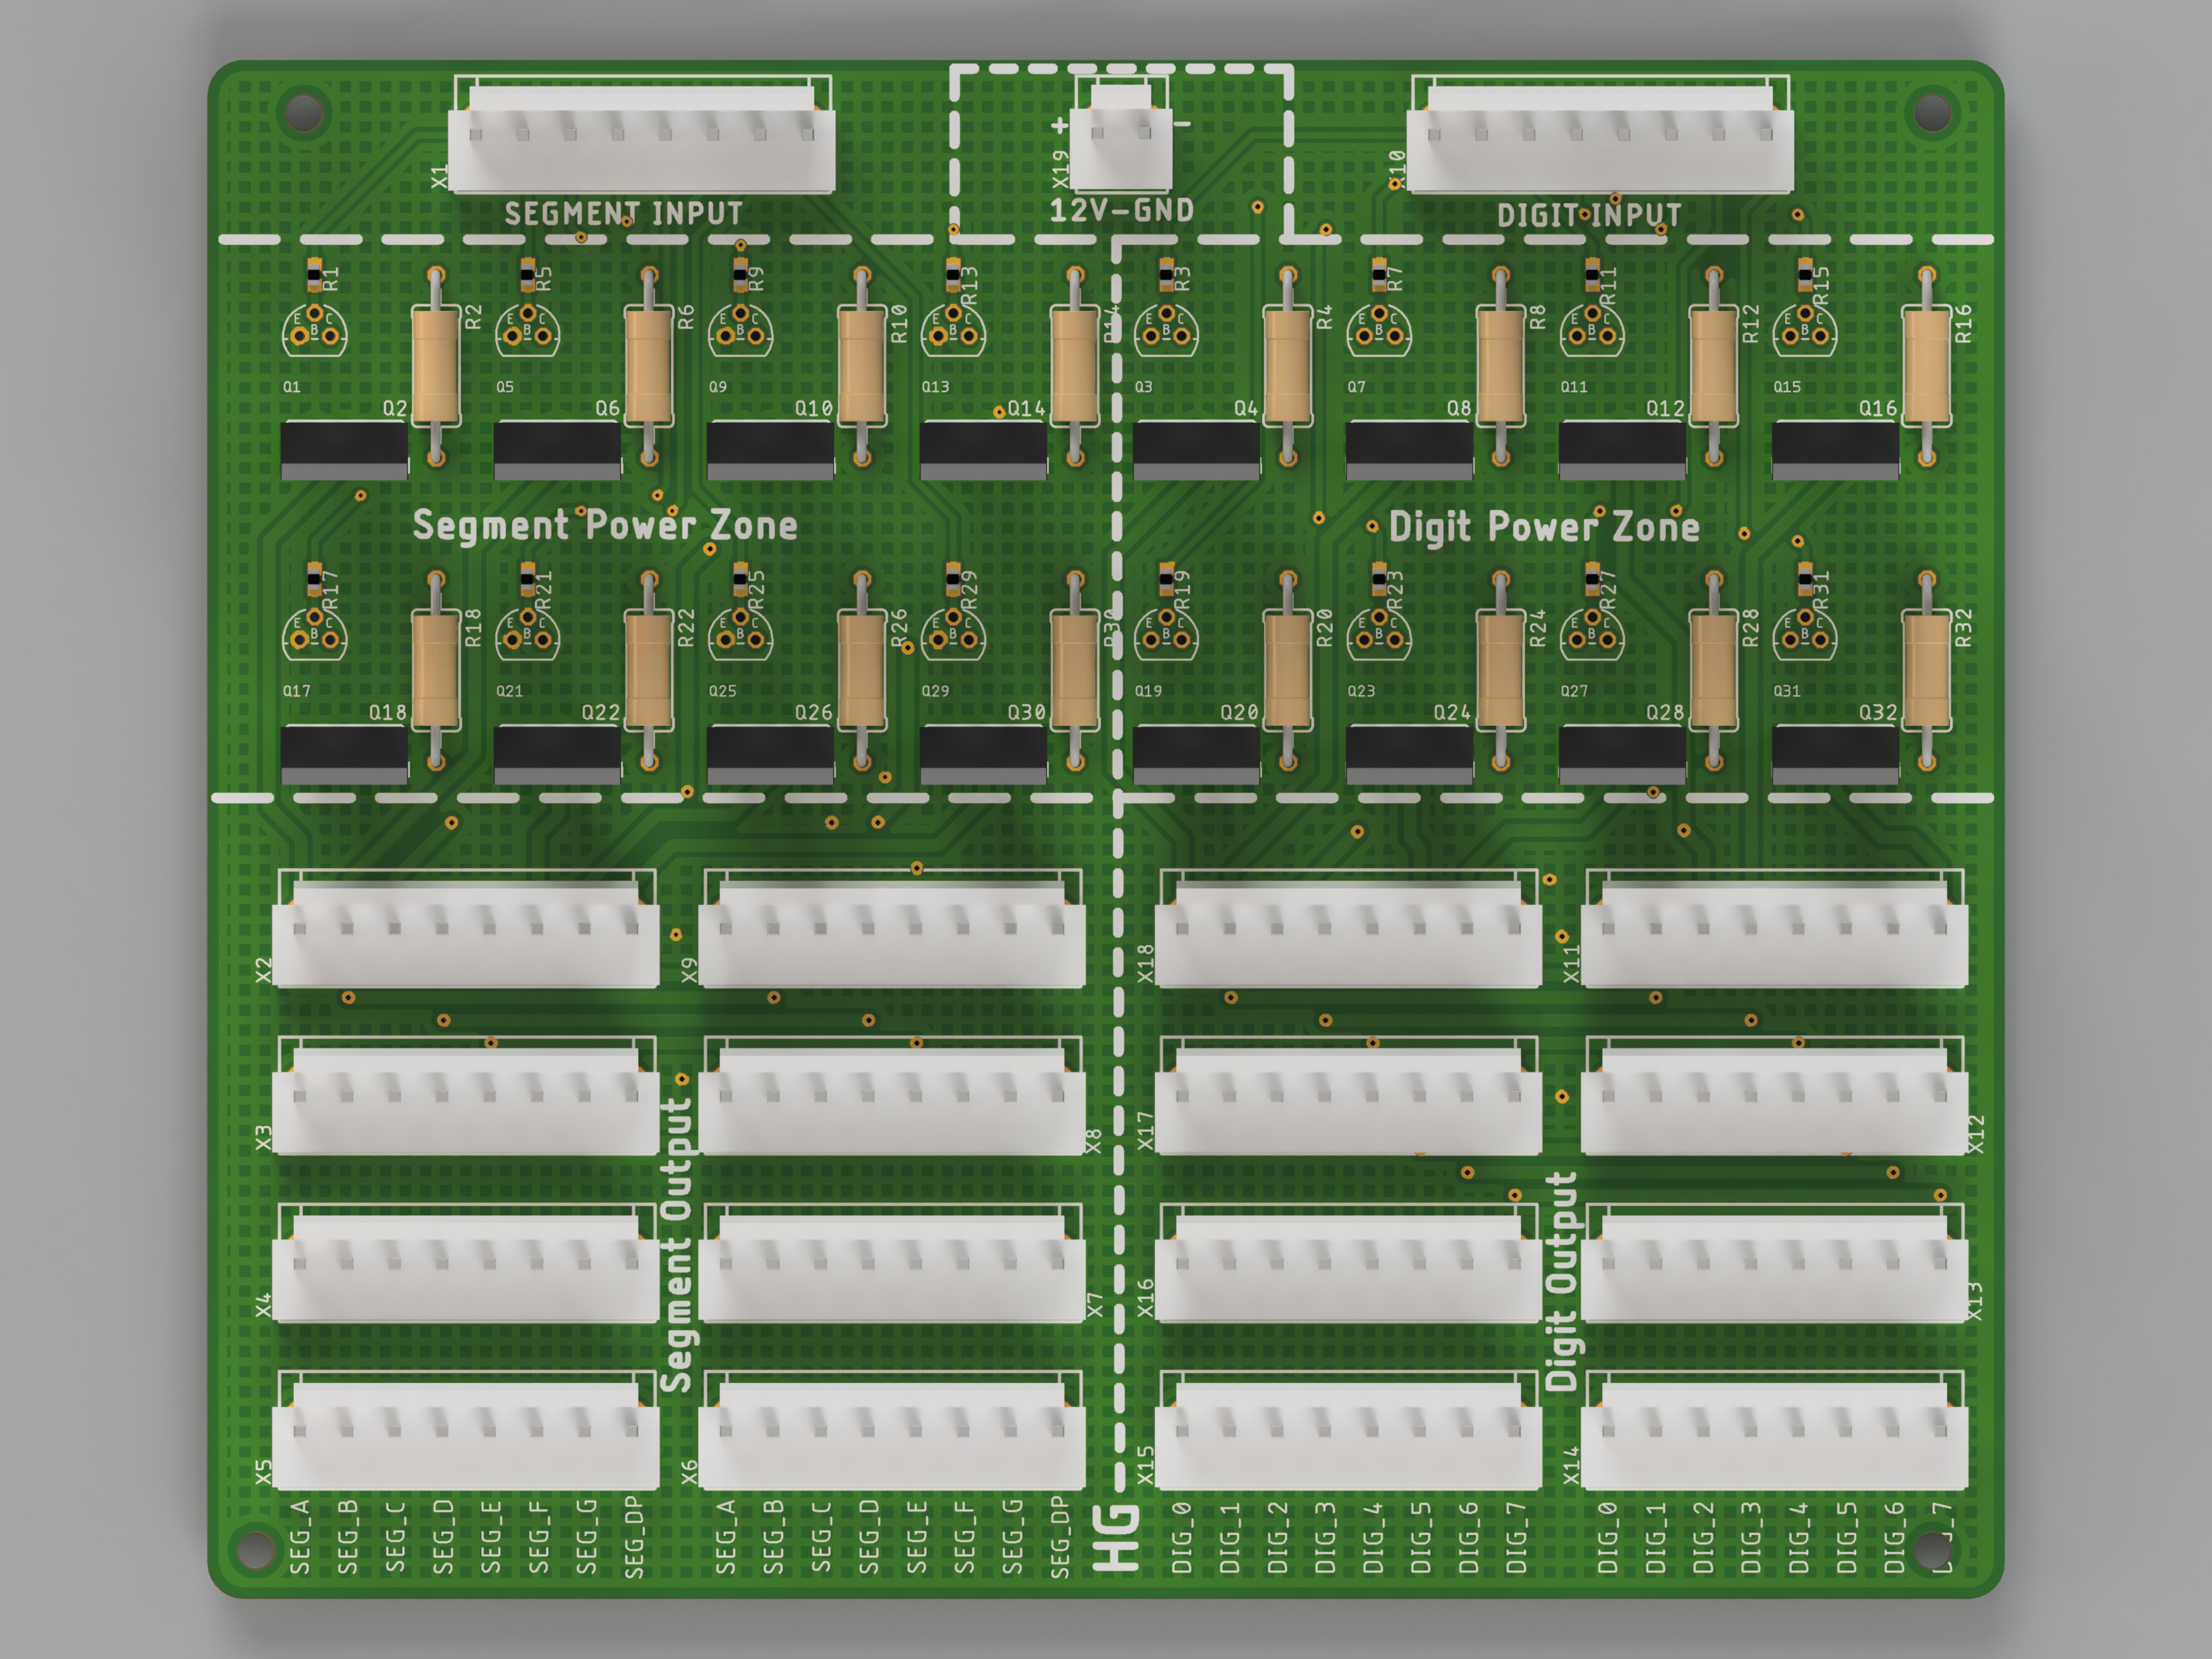 X1
+
X19
-
X10
SEGMENT INPUT
12V-GND
DIGIT INPUT
R1 R5 R9 R13 R3 R7 R11 R15
R2 R6 R10 R14 R4 R8 R12 R16
E B C E B C E B C E B C E B C E B C E B C E B C
Q1 Q5 Q9 Q13 Q3 Q7 Q11 Q15
Q2 Q6 Q10 Q14 Q4 Q8 Q12 Q16
Segment Power Zone
Digit Power Zone
R17 R21 R25 R29 R19 R23 R27 R31
R18 R22 R26 R30 R20 R24 R28 R32
E B C E B C E B C E B C E B C E B C E B C E B C
Q17 Q21 Q25 Q29 Q19 Q23 Q27 Q31
Q18 Q22 Q26 Q30 Q20 Q24 Q28 Q32
X2 X9 X18 X11
X3 X8 X17 X12
Segment Output
Digit Output
X4 X7 X16 X13
X5 X6 X15 X14
SEG_A SEG_B SEG_C SEG_D SEG_E SEG_F SEG_G SEG_DP
SEG_A SEG_B SEG_C SEG_D SEG_E SEG_F SEG_G SEG_DP
HG
DIG_0 DIG_1 DIG_2 DIG_3 DIG_4 DIG_5 DIG_6 DIG_7
DIG_0 DIG_1 DIG_2 DIG_3 DIG_4 DIG_5 DIG_6